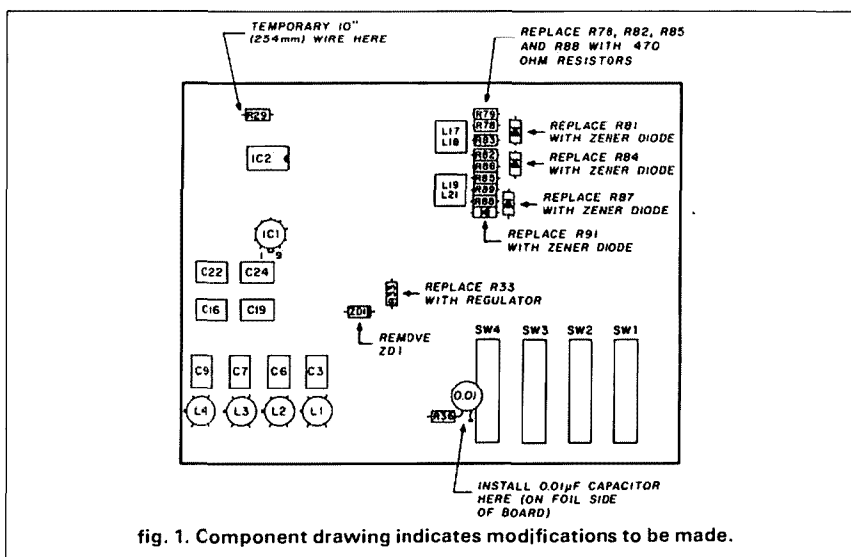 TEMPORARY 10"
(254mm) WIRE HERE
REPLACE R78, R82, R85
AND R88 WITH 470
OHM RESISTORS
R29
IC2
L17
L18
R79
R78
R83
R82
R86
R85
R89
R88
L19
L21
REPLACE R81
WITH ZENER DIODE
REPLACE R84
WITH ZENER DIODE
REPLACE R87
WITH ZENER DIODE
REPLACE R91
WITH ZENER DIODE
IC1
1 9
C22
C24
C16
C19
R33
REPLACE R33
WITH REGULATOR
ZD1
REMOVE
ZD1
SW4
SW3
SW2
SW1
C9
C7
C6
C3
L4
L3
L2
L1
0.01
R36
INSTALL 0.01µF CAPACITOR
HERE (ON FOIL SIDE
OF BOARD)
fig. 1. Component drawing indicates modifications to be made.